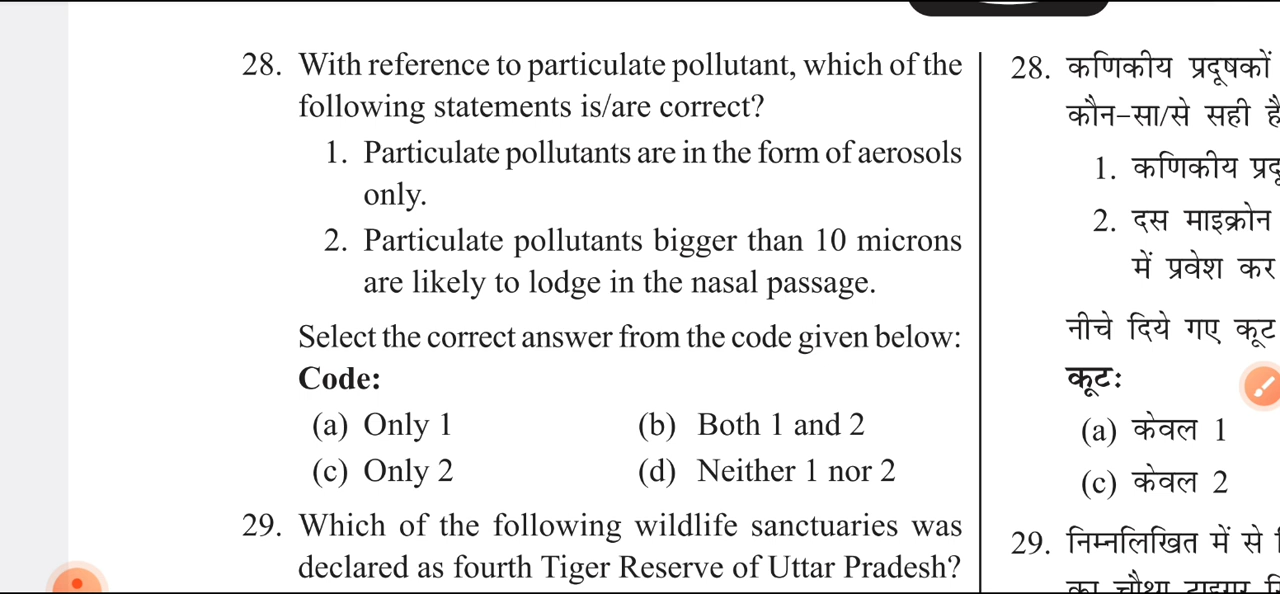 28. With reference to particulate pollutant, which of the
following statements is/are correct?
1. Particulate pollutants are in the form of aerosols
only.
2. Particulate pollutants bigger than 10 microns
are likely to lodge in the nasal passage.
Select the correct answer from the code given below:
Code:
(a) Only 1 (b) Both 1 and 2
(c) Only 2 (d) Neither 1 nor 2
29. Which of the following wildlife sanctuaries was
declared as fourth Tiger Reserve of Uttar Pradesh?
28. कणिकीय प्रदूषकों
कौन-सा/से सही
1. कणिकीय
2. दस माइक्रोन
में प्रवेश कर
नीचे दिये गए कूट
कूटः
(a) केवल 1
(c) केवल 2
29. निम्नलिखित में से
का चौथा टाइगर